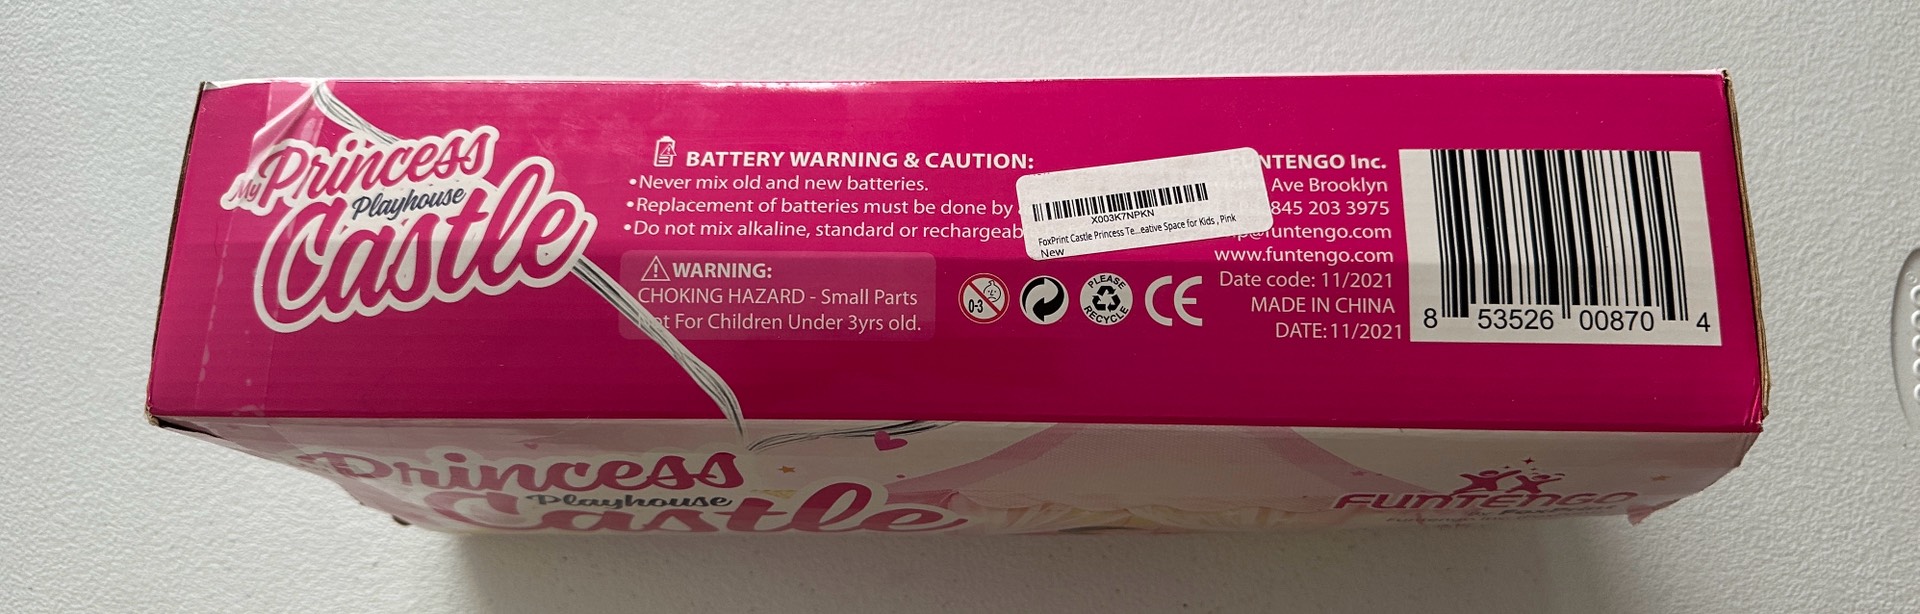 My Princess
Playhouse
Castle
BATTERY WARNING & CAUTION:
•Never mix old and new batteries.
•Replacement of batteries must be done by
•Do not mix alkaline, standard or
WARNING:
CHOKING HAZARD - Small Parts
Not For Children Under 3yrs old.
0-3
PLEASE
RECYCLE
CE
X003K7NPKN
FoxPrint Castle Princess Te...eative Space for Kids , Pink
New
FUNTENGO Inc.
Ave Brooklyn
845 203 3975
www.funtengo.com
Date code: 11/2021
MADE IN CHINA
DATE: 11/2021
8 53526 00870 4
Princess
Playhouse
Castle
FUNTENGO